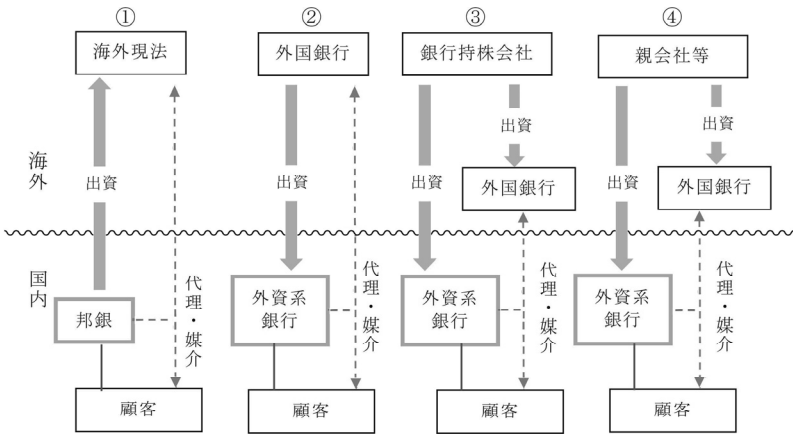 ①
②
③
④
海外現法
外国銀行
銀行持株会社
親会社等
出資
出資
海外
出資
出資
出資
出資
外国銀行
外国銀行
国内
邦銀
外資系
銀行
外資系
銀行
外資系
銀行
代理・媒介
代理・媒介
代理・媒介
代理・媒介
顧客
顧客
顧客
顧客